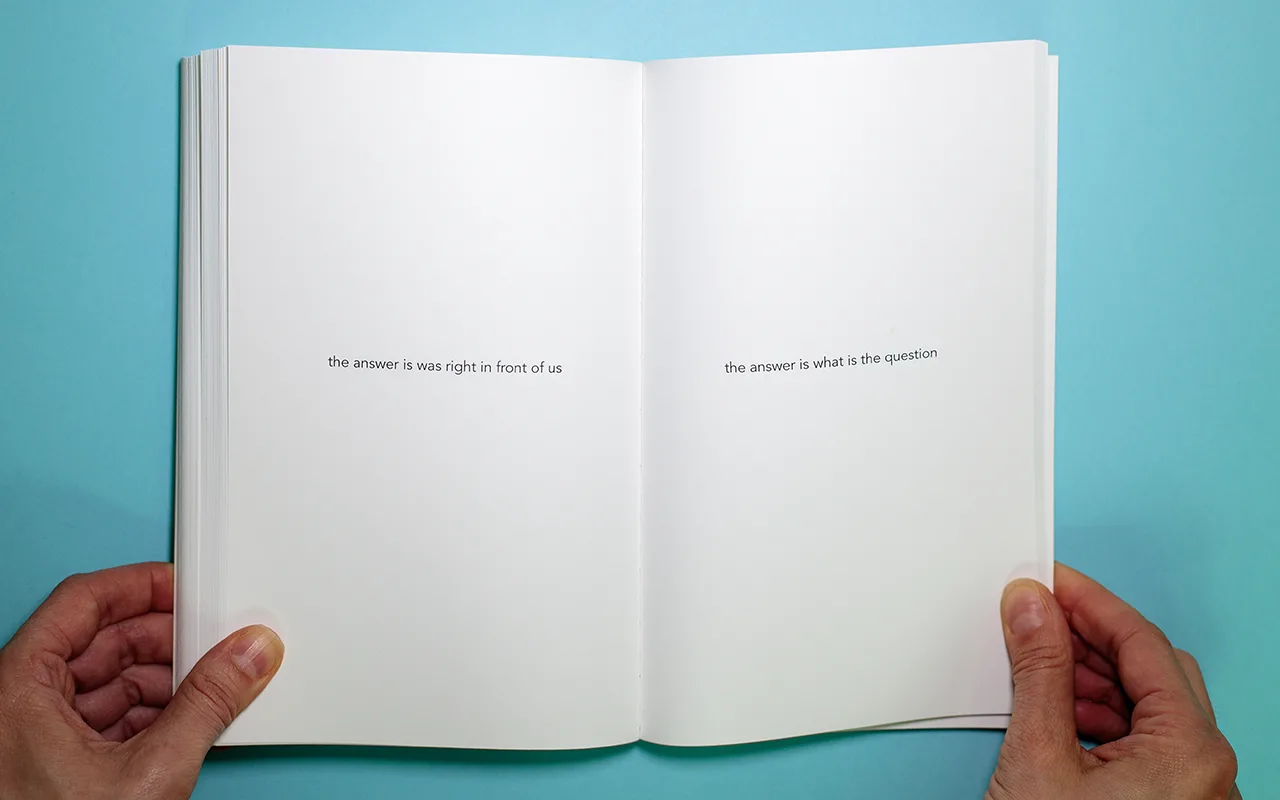 the answer is was right in front of us
the answer is what is the question